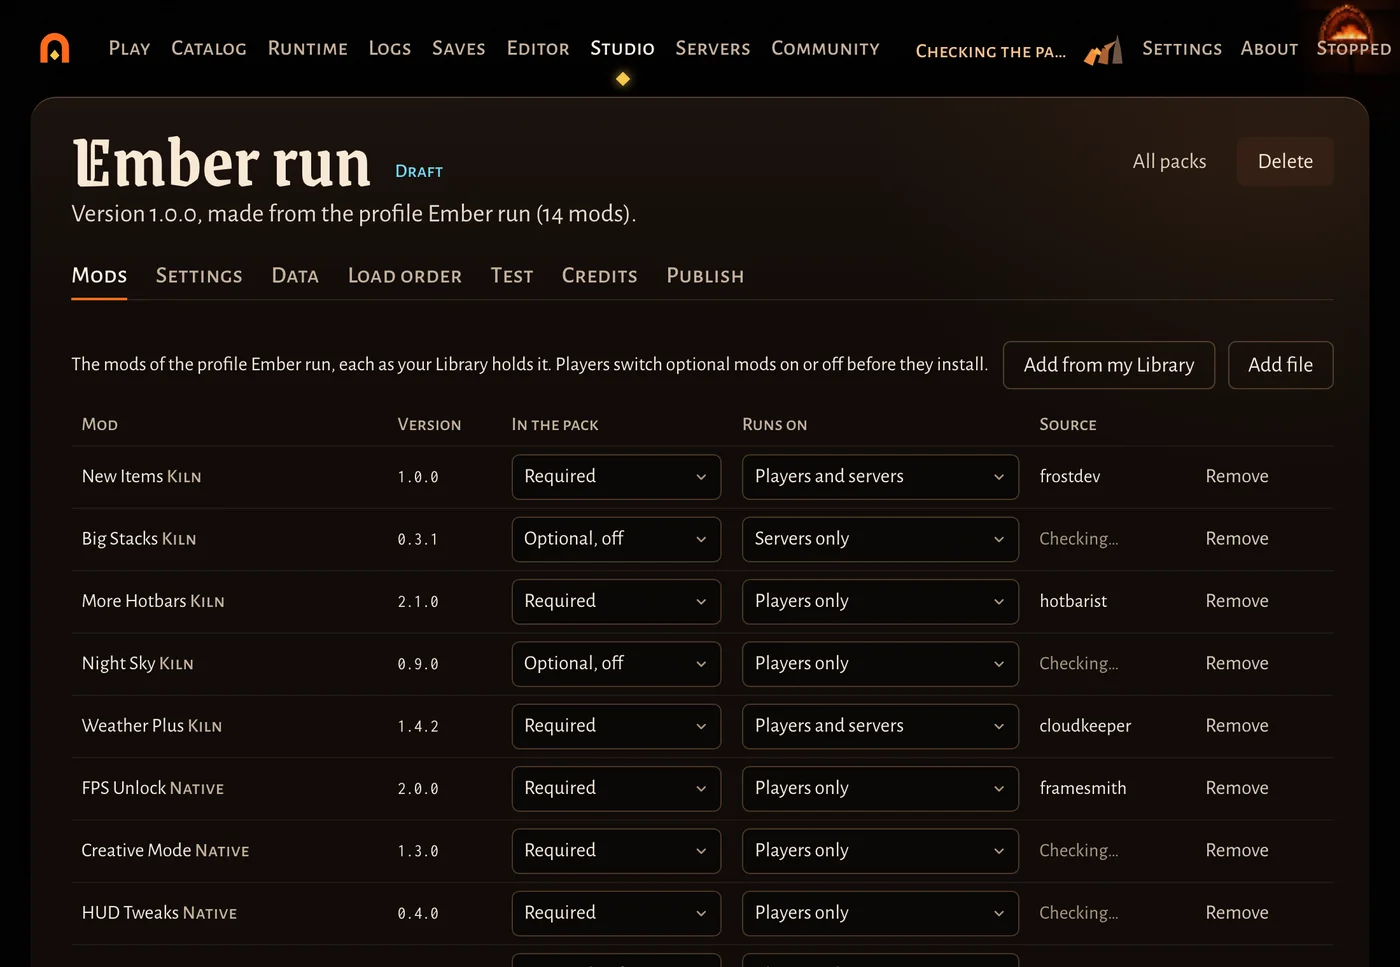 Play Catalog Runtime Logs Saves Editor Studio Servers Community Checking the pa... Settings About Stopped
Ember run Draft All packs Delete
Version 1.0.0, made from the profile Ember run (14 mods).
Mods Settings Data Load order Test Credits Publish
The mods of the profile Ember run, each as your Library holds it. Players switch optional mods on or off before they install. Add from my Library Add file
Mod Version In the pack Runs on Source
New Items Kiln 1.0.0 Required Players and servers frostdev Remove
Big Stacks Kiln 0.3.1 Optional, off Servers only Checking... Remove
More Hotbars Kiln 2.1.0 Required Players only hotbarist Remove
Night Sky Kiln 0.9.0 Optional, off Players only Checking... Remove
Weather Plus Kiln 1.4.2 Required Players and servers cloudkeeper Remove
FPS Unlock Native 2.0.0 Required Players only framesmith Remove
Creative Mode Native 1.3.0 Required Players only Checking... Remove
HUD Tweaks Native 0.4.0 Required Players only Checking... Remove